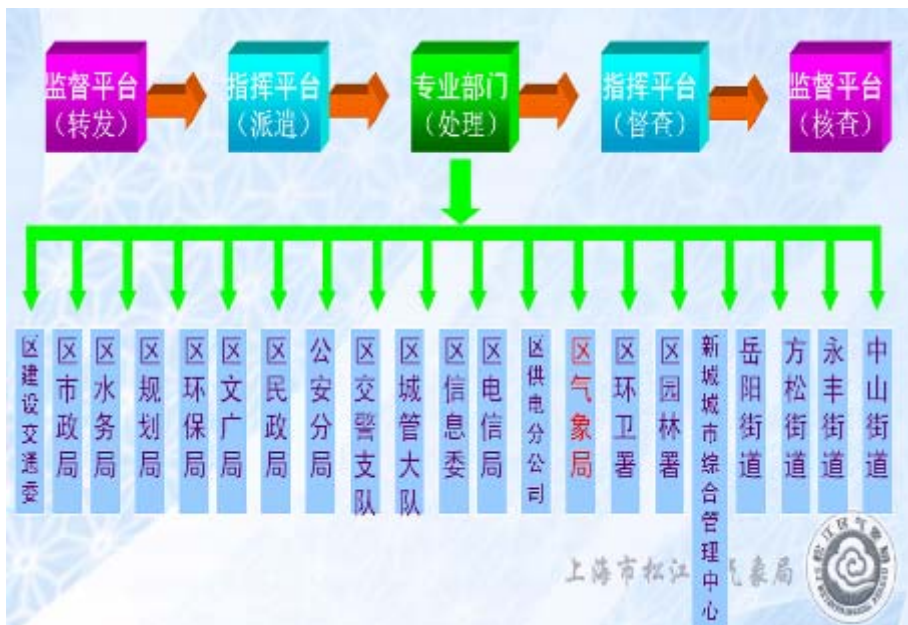 监督平台
（转发）
指挥平台
（派遣）
专业部门
（处理）
指挥平台
（督查）
监督平台
（核查）
区建设交通委
区市政局
区水务局
区规划局
区环保局
区文广局
区民政局
公安分局
区交警支队
区城管大队
区信息委
区电信局
区供电分公司
区气象局
区环卫署
区园林署
新城城市综合管理中心
岳阳街道
方松街道
永丰街道
中山街道
上海市松江 气象局